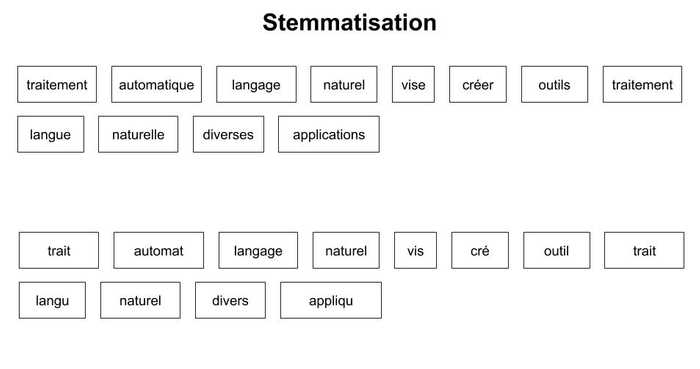 Stemmatisation
traitement automatique langage naturel vise créer outils traitement
langue naturelle diverses applications
trait automat langage naturel vis cré outil trait
langu naturel divers appliqu